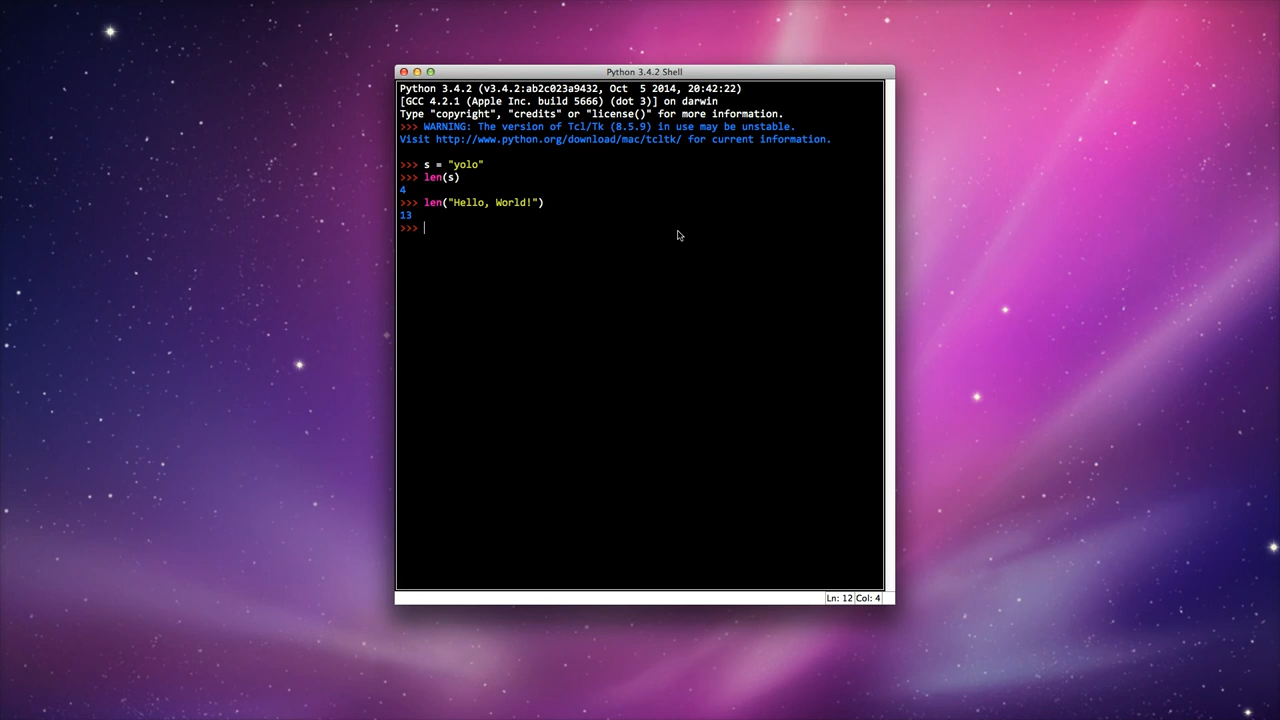 Python 3.4.2 Shell
Python 3.4.2 (v3.4.2:ab2c023a9432, Oct  5 2014, 20:42:22)
[GCC 4.2.1 (Apple Inc. build 5666) (dot 3)] on darwin
Type "copyright", "credits" or "license()" for more information.
>>> WARNING: The version of Tcl/Tk (8.5.9) in use may be unstable.
Visit http://www.python.org/download/mac/tcltk/ for current information.
>>> s = "yolo"
>>> len(s)
4
>>> len("Hello, World!")
13
>>>
Ln: 12 Col: 4